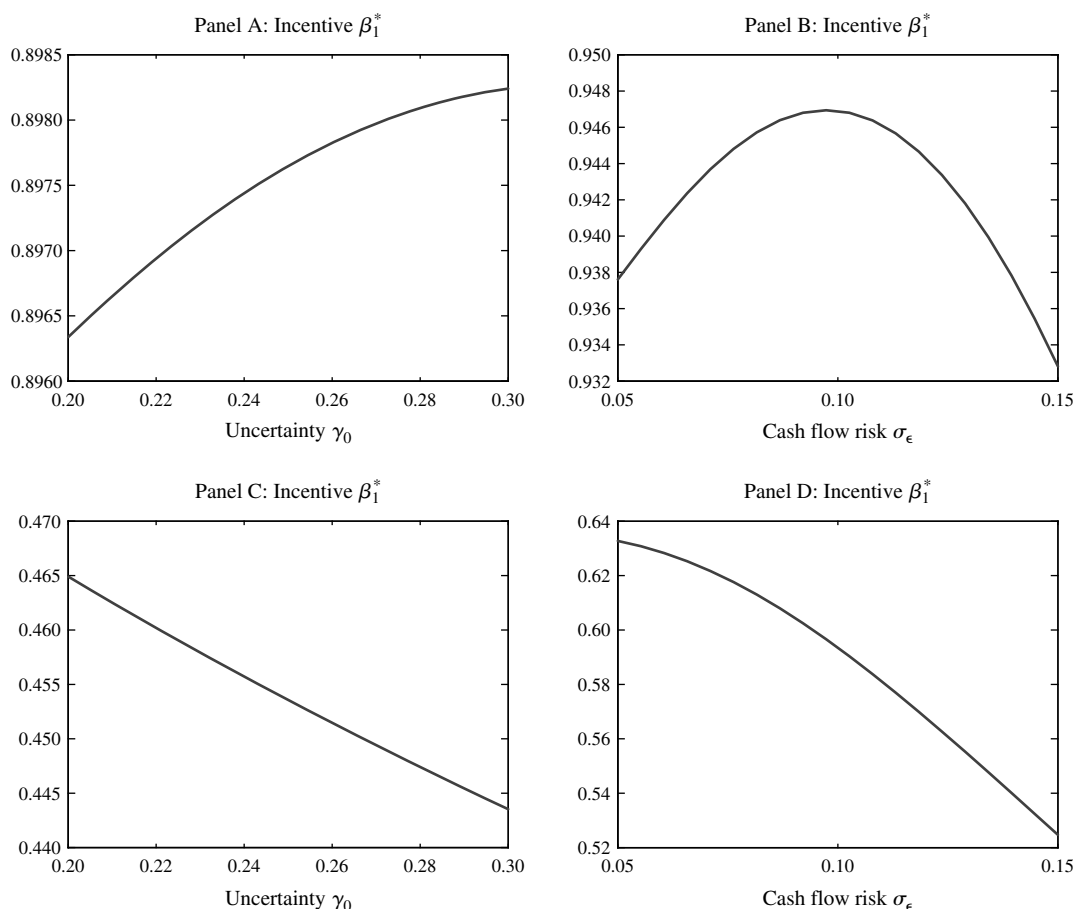 Panel A: Incentive β₁*
0.8985
0.8980
0.8975
0.8970
0.8965
0.8960
0.20 0.22 0.24 0.26 0.28 0.30
Uncertainty γ₀
Panel B: Incentive β₁*
0.950
0.948
0.946
0.944
0.942
0.940
0.938
0.936
0.934
0.932
0.05 0.10 0.15
Cash flow risk σ_ϵ
Panel C: Incentive β₁*
0.470
0.465
0.460
0.455
0.450
0.445
0.440
0.20 0.22 0.24 0.26 0.28 0.30
Uncertainty γ₀
Panel D: Incentive β₁*
0.64
0.62
0.60
0.58
0.56
0.54
0.52
0.05 0.10 0.15
Cash flow risk σ_ϵ